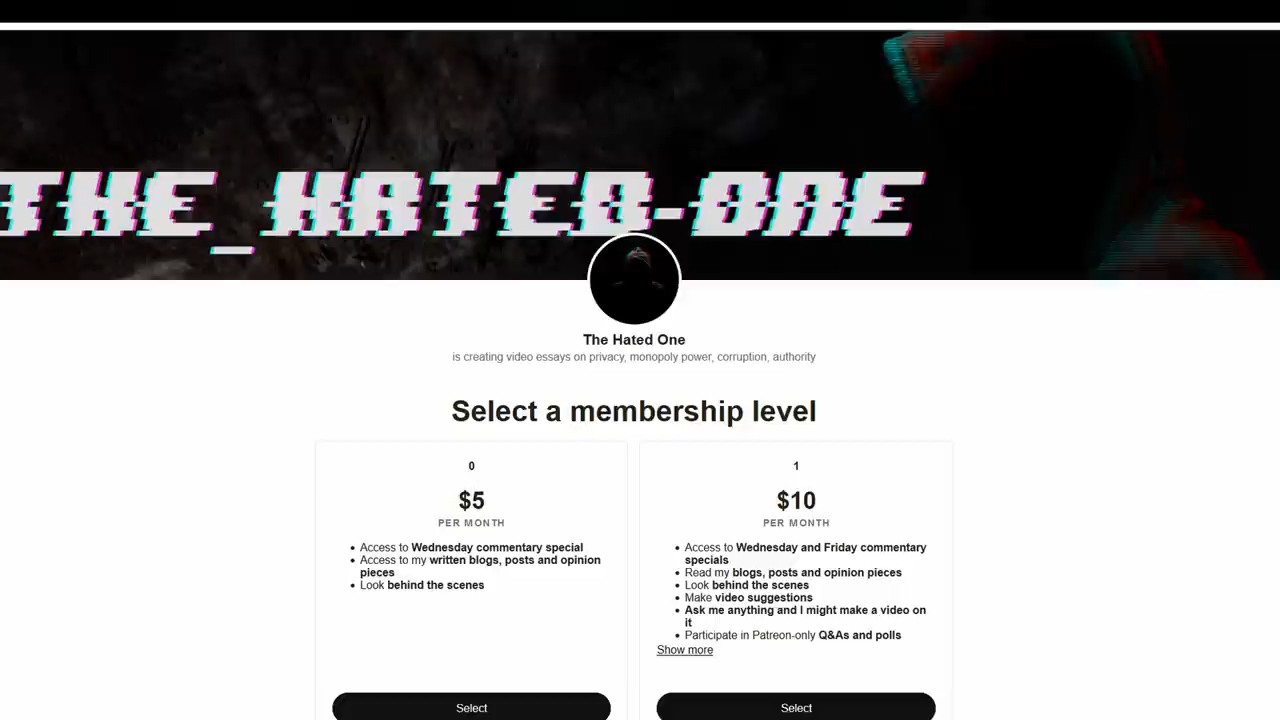 THE_HATED-ONE
The Hated One
is creating video essays on privacy, monopoly power, corruption, authority
Select a membership level
0
$5
PER MONTH
• Access to Wednesday commentary special
• Access to my written blogs, posts and opinion
pieces
• Look behind the scenes
Select
1
$10
PER MONTH
• Access to Wednesday and Friday commentary
specials
• Read my blogs, posts and opinion pieces
• Look behind the scenes
• Make video suggestions
• Ask me anything and I might make a video on
it
• Participate in Patreon-only Q&As and polls
Show more
Select